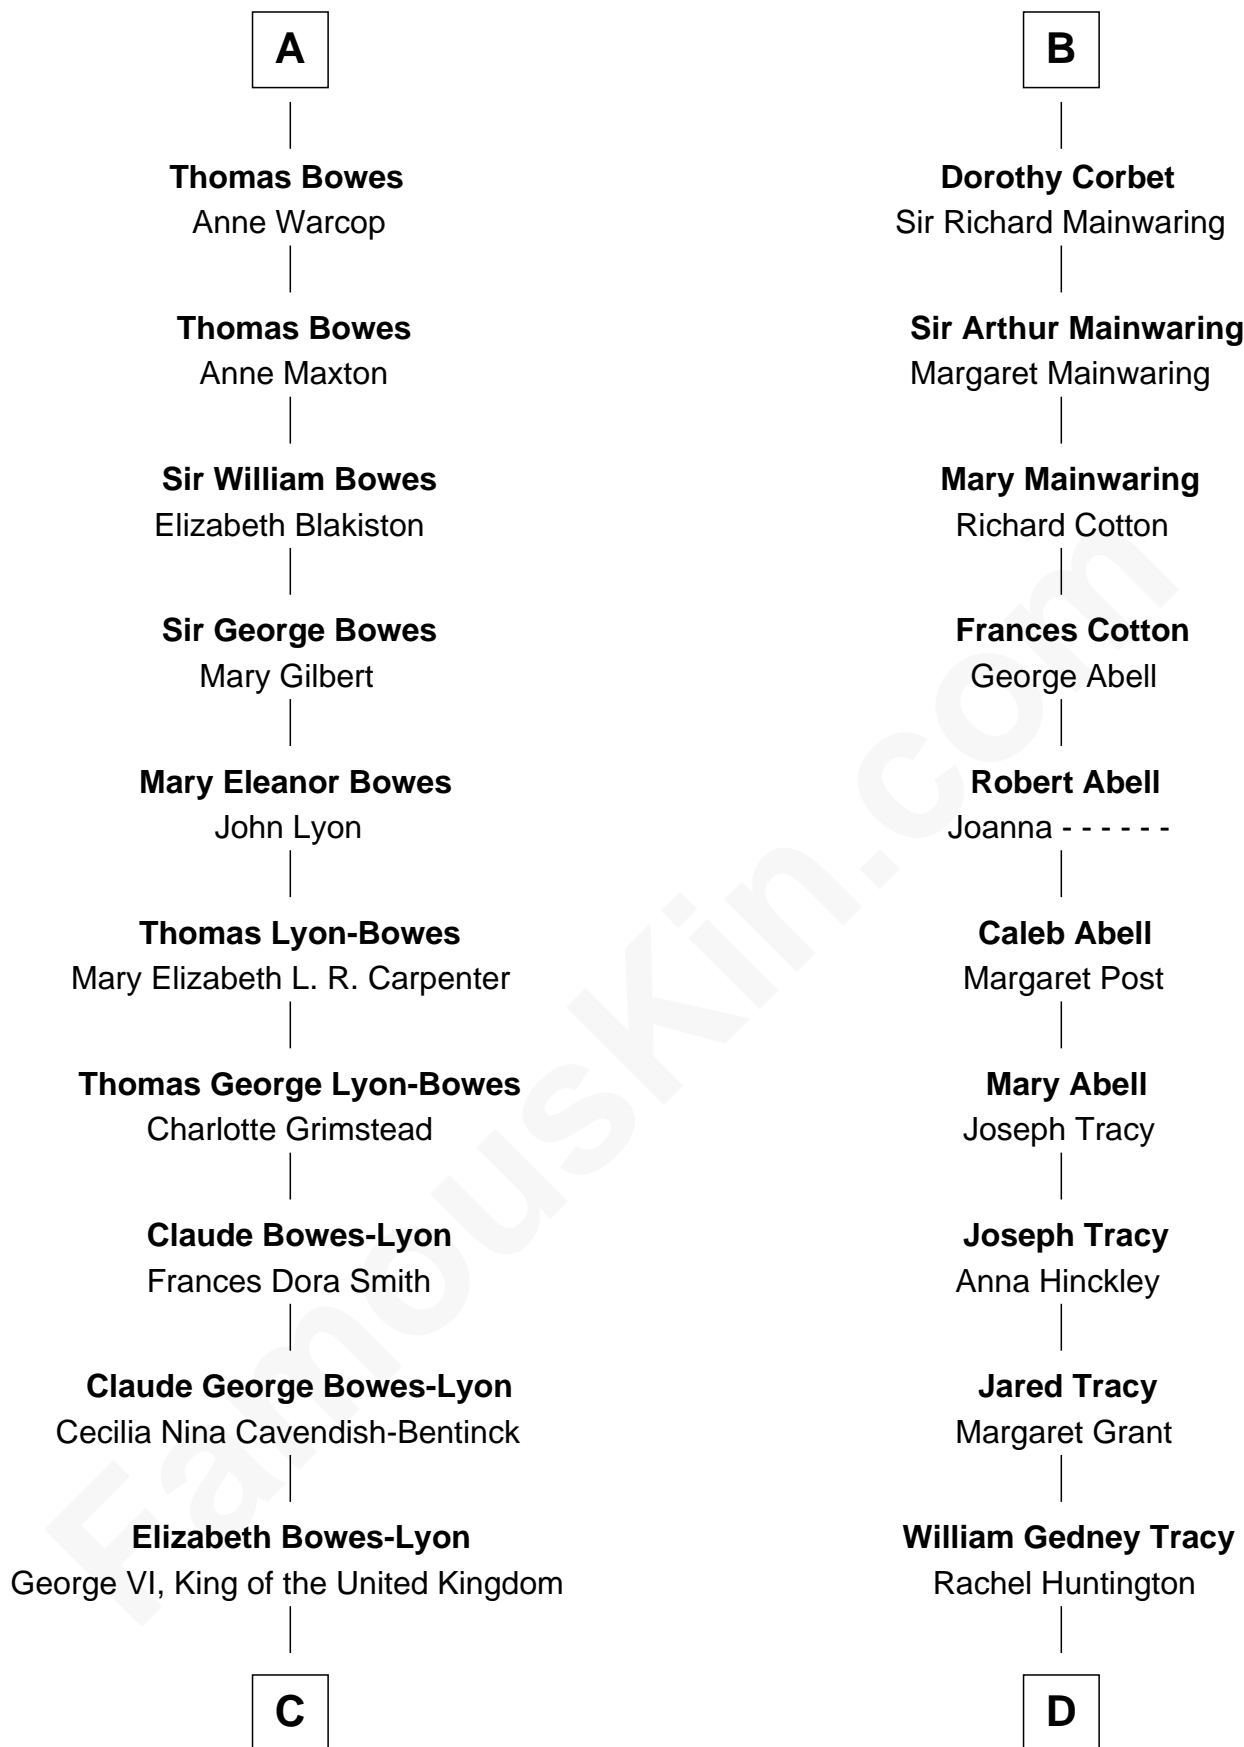 A
Thomas Bowes
Anne Warcop
Thomas Bowes
Anne Maxton
Sir William Bowes
Elizabeth Blakiston
Sir George Bowes
Mary Gilbert
Mary Eleanor Bowes
John Lyon
Thomas Lyon-Bowes
Mary Elizabeth L. R. Carpenter
Thomas George Lyon-Bowes
Charlotte Grimstead
Claude Bowes-Lyon
Frances Dora Smith
Claude George Bowes-Lyon
Cecilia Nina Cavendish-Bentinck
Elizabeth Bowes-Lyon
George VI, King of the United Kingdom
C
B
Dorothy Corbet
Sir Richard Mainwaring
Sir Arthur Mainwaring
Margaret Mainwaring
Mary Mainwaring
Richard Cotton
Frances Cotton
George Abell
Robert Abell
Joanna - - - - - -
Caleb Abell
Margaret Post
Mary Abell
Joseph Tracy
Joseph Tracy
Anna Hinckley
Jared Tracy
Margaret Grant
William Gedney Tracy
Rachel Huntington
D
FamousKin.com